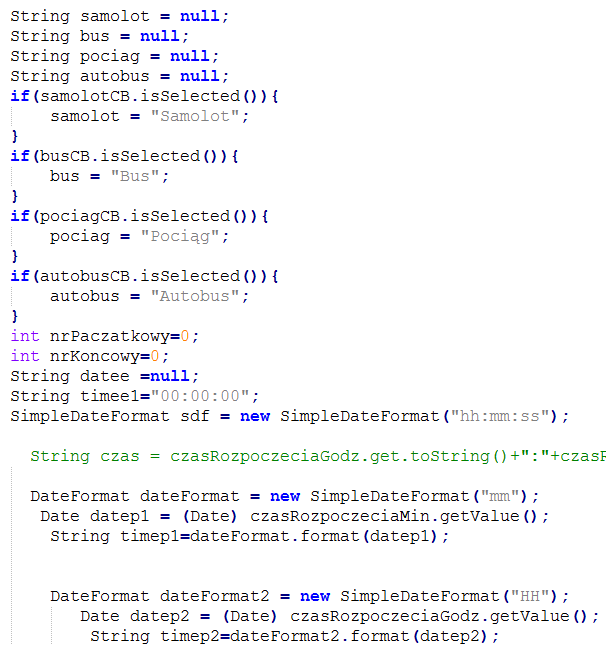 String samolot = null;
String bus = null;
String pociag = null;
String autobus = null;
if(samolotCB.isSelected()){
samolot = "Samolot";
}
if(busCB.isSelected()){
bus = "Bus";
}
if(pociagCB.isSelected()){
pociag = "Pociąg";
}
if(autobusCB.isSelected()){
autobus = "Autobus";
}
int nrPaczatkowy=0;
int nrKoncowy=0;
String datee =null;
String timee1="00:00:00";
SimpleDateFormat sdf = new SimpleDateFormat("hh:mm:ss");
String czas = czasRozpoczeciaGodz.get.toString()+":"+czasR
DateFormat dateFormat = new SimpleDateFormat("mm");
Date datep1 = (Date) czasRozpoczeciaMin.getValue();
String timep1=dateFormat.format(datep1);
DateFormat dateFormat2 = new SimpleDateFormat("HH");
Date datep2 = (Date) czasRozpoczeciaGodz.getValue();
String timep2=dateFormat2.format(datep2);